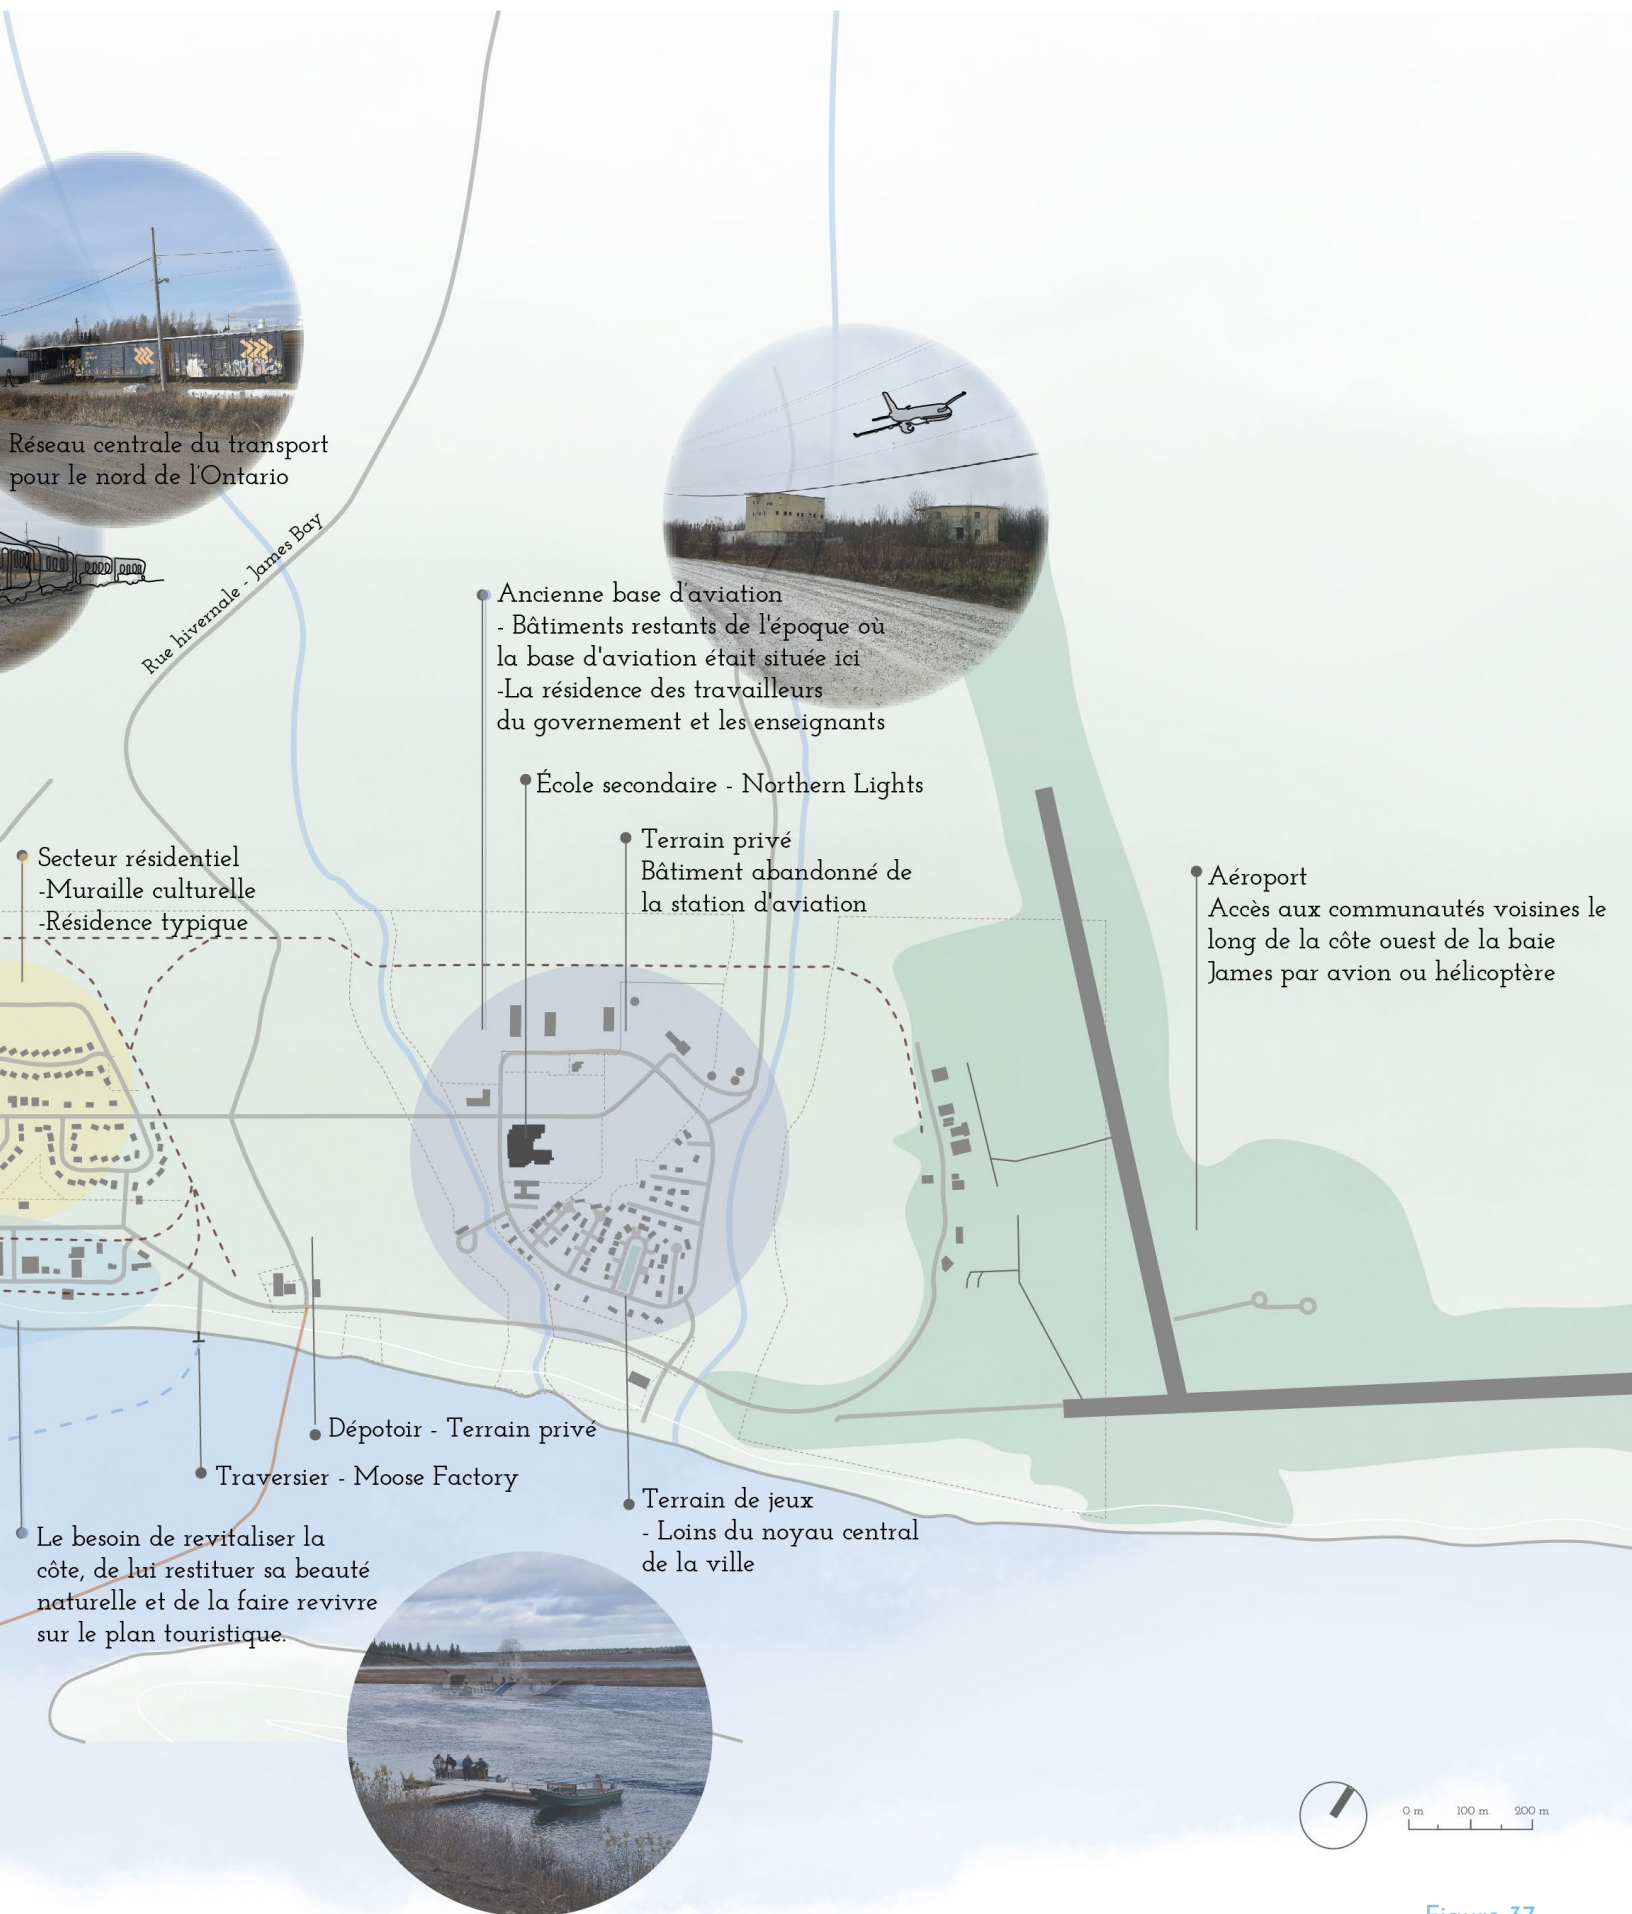 Réseau centrale du transport
pour le nord de l'Ontario
Rue hivernale - James Bay
Ancienne base d'aviation
- Bâtiments restants de l'époque où
la base d'aviation était située ici
-La résidence des travailleurs
du governement et les enseignants
École secondaire - Northern Lights
Terrain privé
Bâtiment abandonné de
la station d'aviation
Secteur résidentiel
-Muraille culturelle
-Résidence typique
Aéroport
Accès aux communautés voisines le
long de la côte ouest de la baie
James par avion ou hélicoptère
Dépotoir - Terrain privé
Traversier - Moose Factory
Terrain de jeux
- Loins du noyau central
de la ville
Le besoin de revitaliser la
côte, de lui restituer sa beauté
naturelle et de la faire revivre
sur le plan touristique.
0 m 100 m 200 m
Figure 37